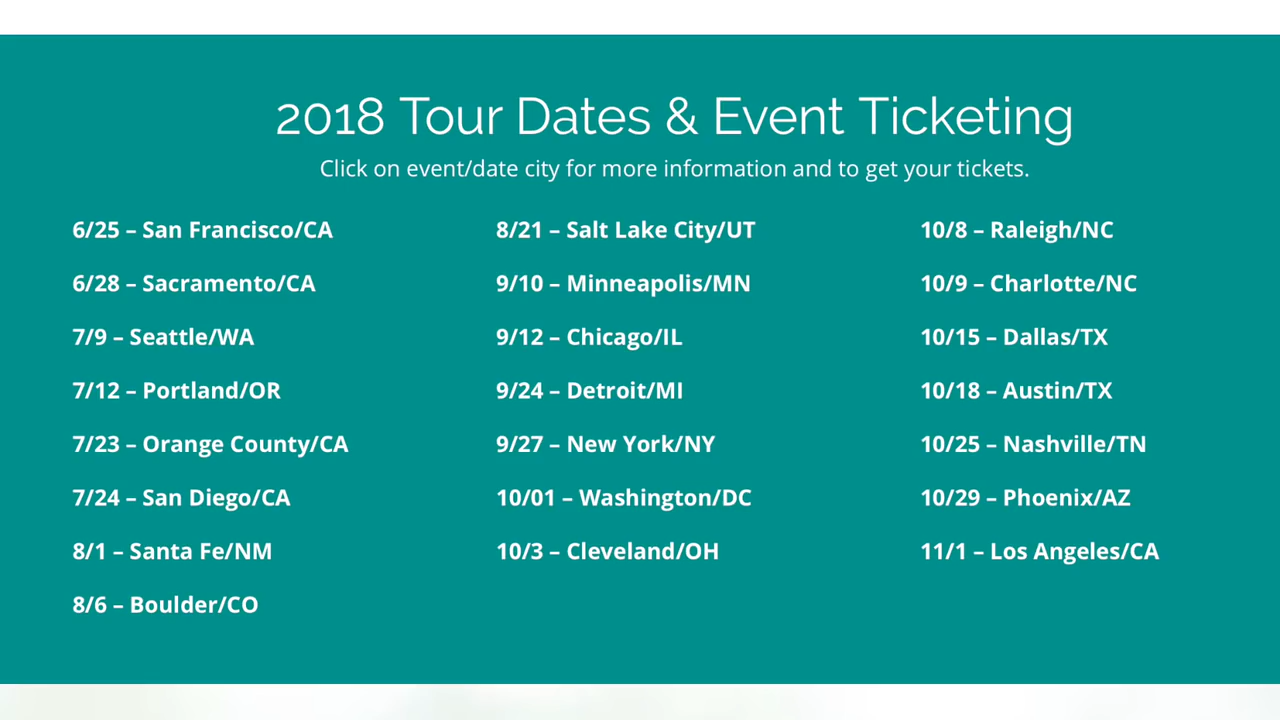 2018 Tour Dates & Event Ticketing
Click on event/date city for more information and to get your tickets.
6/25 – San Francisco/CA
6/28 – Sacramento/CA
7/9 – Seattle/WA
7/12 – Portland/OR
7/23 – Orange County/CA
7/24 – San Diego/CA
8/1 – Santa Fe/NM
8/6 – Boulder/CO
8/21 – Salt Lake City/UT
9/10 – Minneapolis/MN
9/12 – Chicago/IL
9/24 – Detroit/MI
9/27 – New York/NY
10/01 – Washington/DC
10/3 – Cleveland/OH
10/8 – Raleigh/NC
10/9 – Charlotte/NC
10/15 – Dallas/TX
10/18 – Austin/TX
10/25 – Nashville/TN
10/29 – Phoenix/AZ
11/1 – Los Angeles/CA